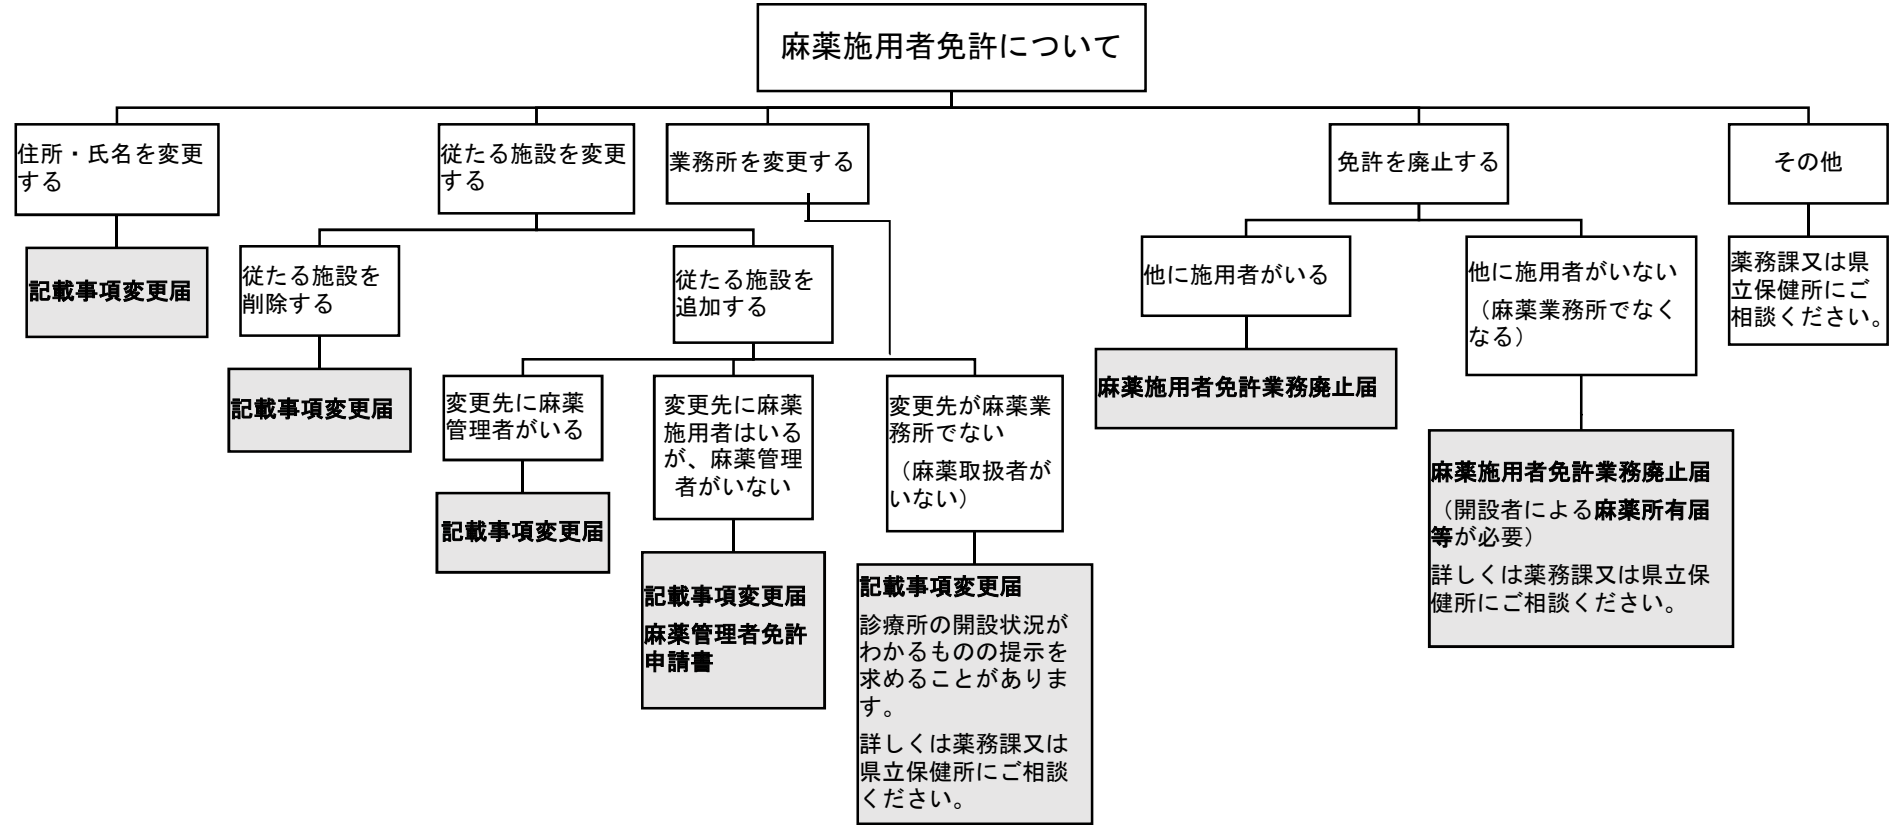 麻薬施用者免許について
住所・氏名を変更
する
従たる施設を変更
する
業務所を変更する
免許を廃止する
その他
記載事項変更届
従たる施設を
削除する
従たる施設を
追加する
他に施用者がいる
他に施用者がいない
（麻薬業務所でなく
なる）
薬務課又は県
立保健所にご
相談ください。
記載事項変更届
変更先に麻薬
管理者がいる
変更先に麻薬
施用者はいる
が、麻薬管理
者がいない
変更先が麻薬業
務所でない
（麻薬取扱者が
いない）
麻薬施用者免許業務廃止届
記載事項変更届
記載事項変更届
麻薬管理者免許
申請書
記載事項変更届
診療所の開設状況が
わかるものの提示を
求めることがありま
す。
詳しくは薬務課又は
県立保健所にご相談
ください。
麻薬施用者免許業務廃止届
（開設者による麻薬所有届
等が必要）
詳しくは薬務課又は県立保
健所にご相談ください。